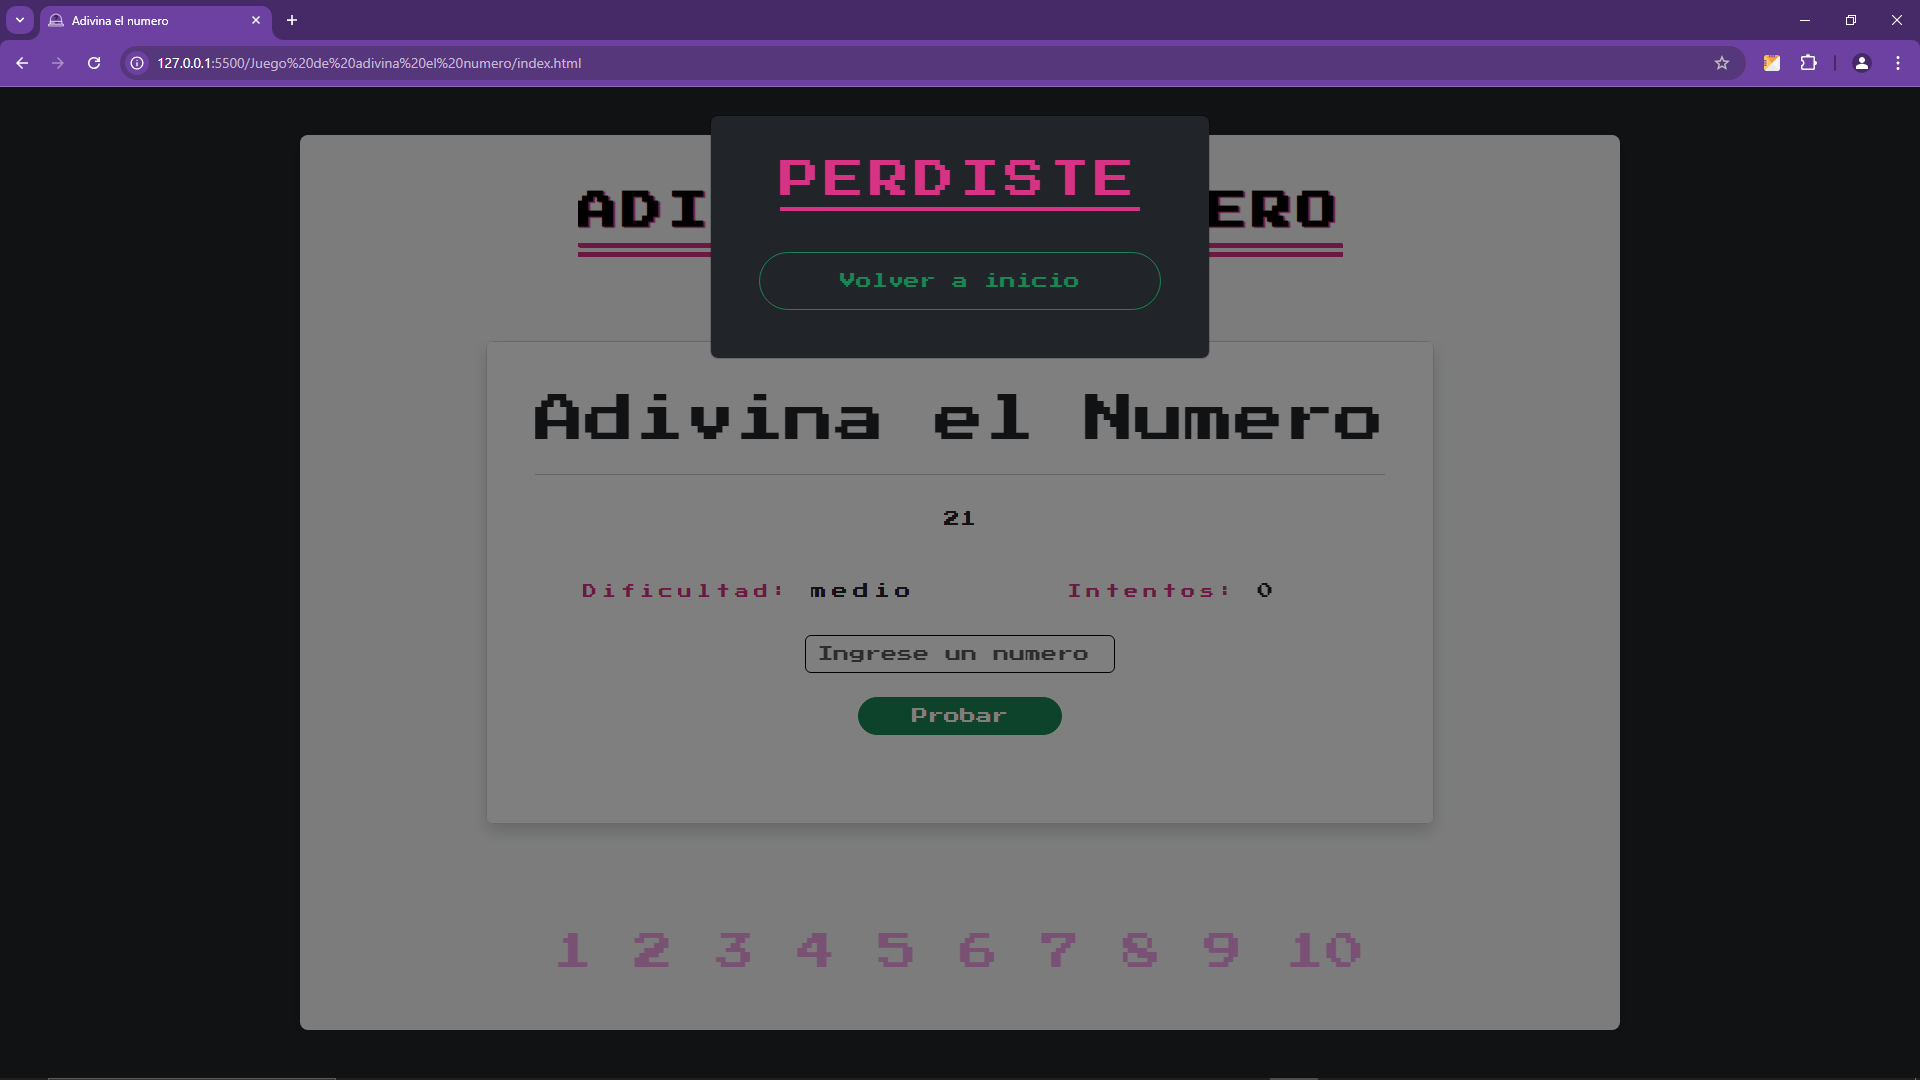 Adivina el numero
127.0.0.1:5500/Juego%20de%20adivina%20el%20numero/index.html
PERDISTE
ADI
ERO
Volver a inicio
Adivina el Numero
21
Dificultad: medio
Intentos: 0
Ingrese un numero
Probar
1 2 3 4 5 6 7 8 9 10